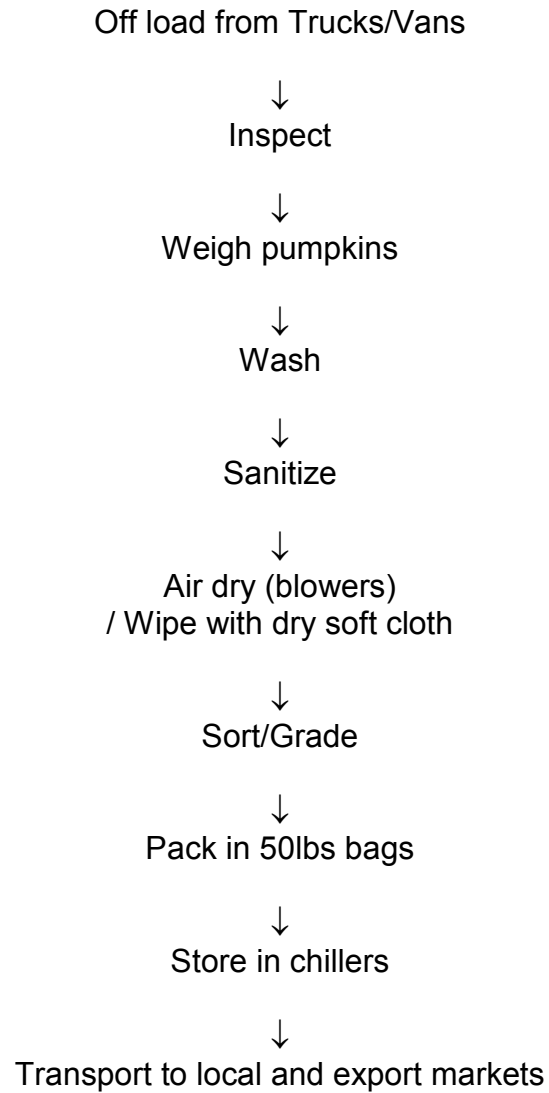 Off load from Trucks/Vans
↓
Inspect
↓
Weigh pumpkins
↓
Wash
↓
Sanitize
↓
Air dry (blowers)
/ Wipe with dry soft cloth
↓
Sort/Grade
↓
Pack in 50lbs bags
↓
Store in chillers
↓
Transport to local and export markets